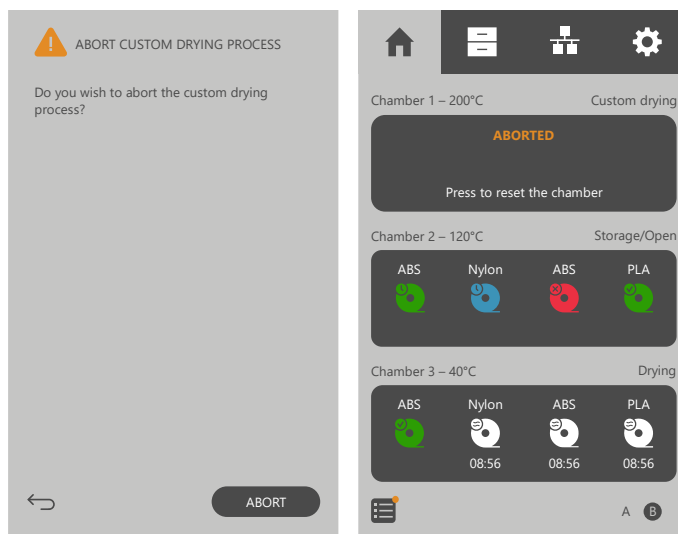 ABORT CUSTOM DRYING PROCESS
Do you wish to abort the custom drying
process?
ABORT
Chamber 1 – 200°C Custom drying
ABORTED
Press to reset the chamber
Chamber 2 – 120°C Storage/Open
ABS Nylon ABS PLA
Chamber 3 – 40°C Drying
ABS Nylon ABS PLA
08:56 08:56 08:56
A B